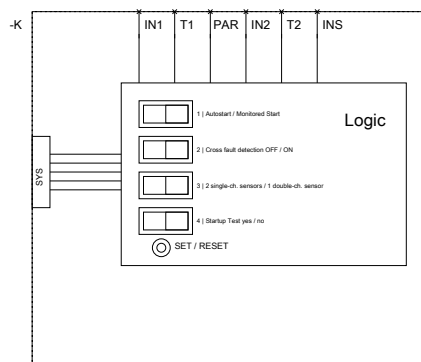 -K
IN1 T1 PAR IN2 T2 INS
1 | Autostart / Monitored Start
Logic
2 | Cross fault detection OFF / ON
SYS
3 | 2 single-ch. sensors / 1 double-ch. sensor
4 | Startup Test yes / no
SET / RESET